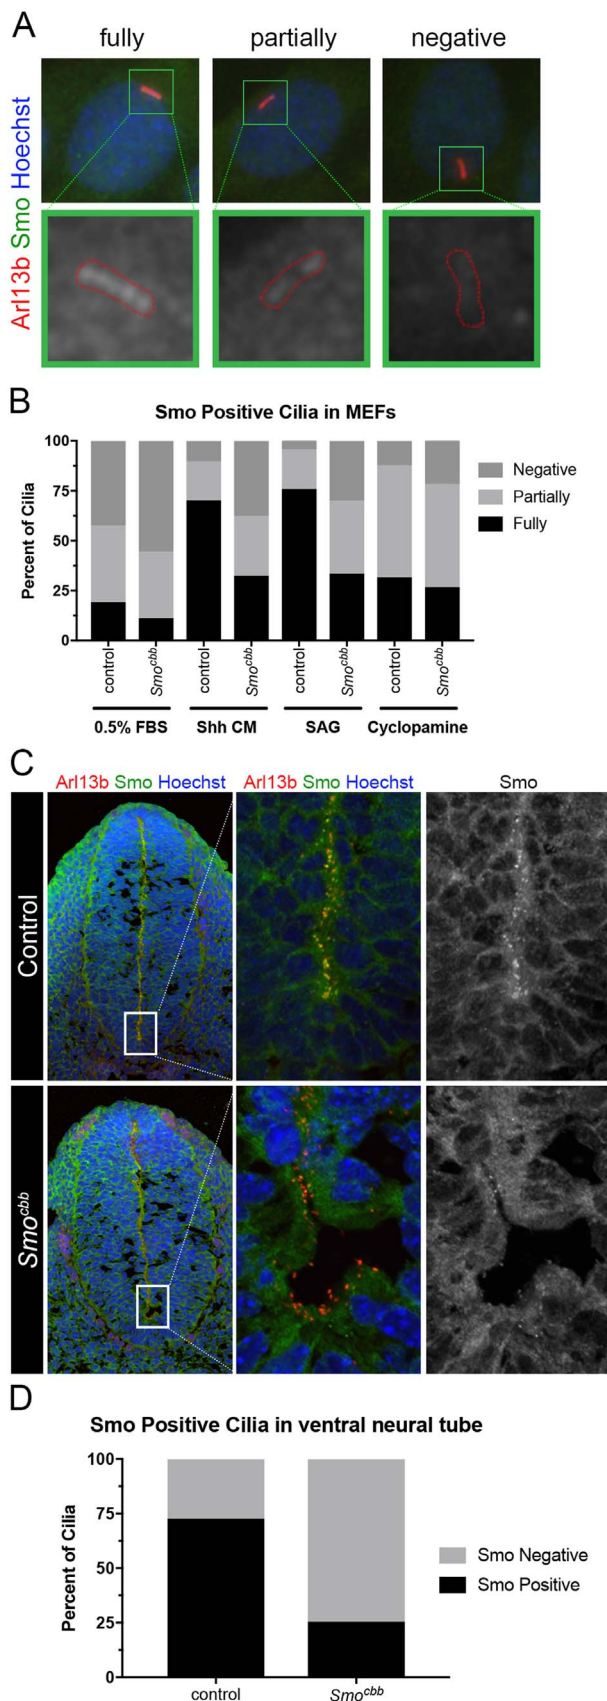 A
fully partially negative
Arl13b Smo Hoechst
B
Smo Positive Cilia in MEFs
Percent of Cilia
100
75
50
25
0
Negative
Partially
Fully
control Smocbb control Smocbb control Smocbb control Smocbb
0.5% FBS Shh CM SAG Cyclopamine
C
Arl13b Smo Hoechst Arl13b Smo Hoechst Smo
Control
Smocbb
D
Smo Positive Cilia in ventral neural tube
Percent of Cilia
100
75
50
25
0
Smo Negative
Smo Positive
control Smocbb